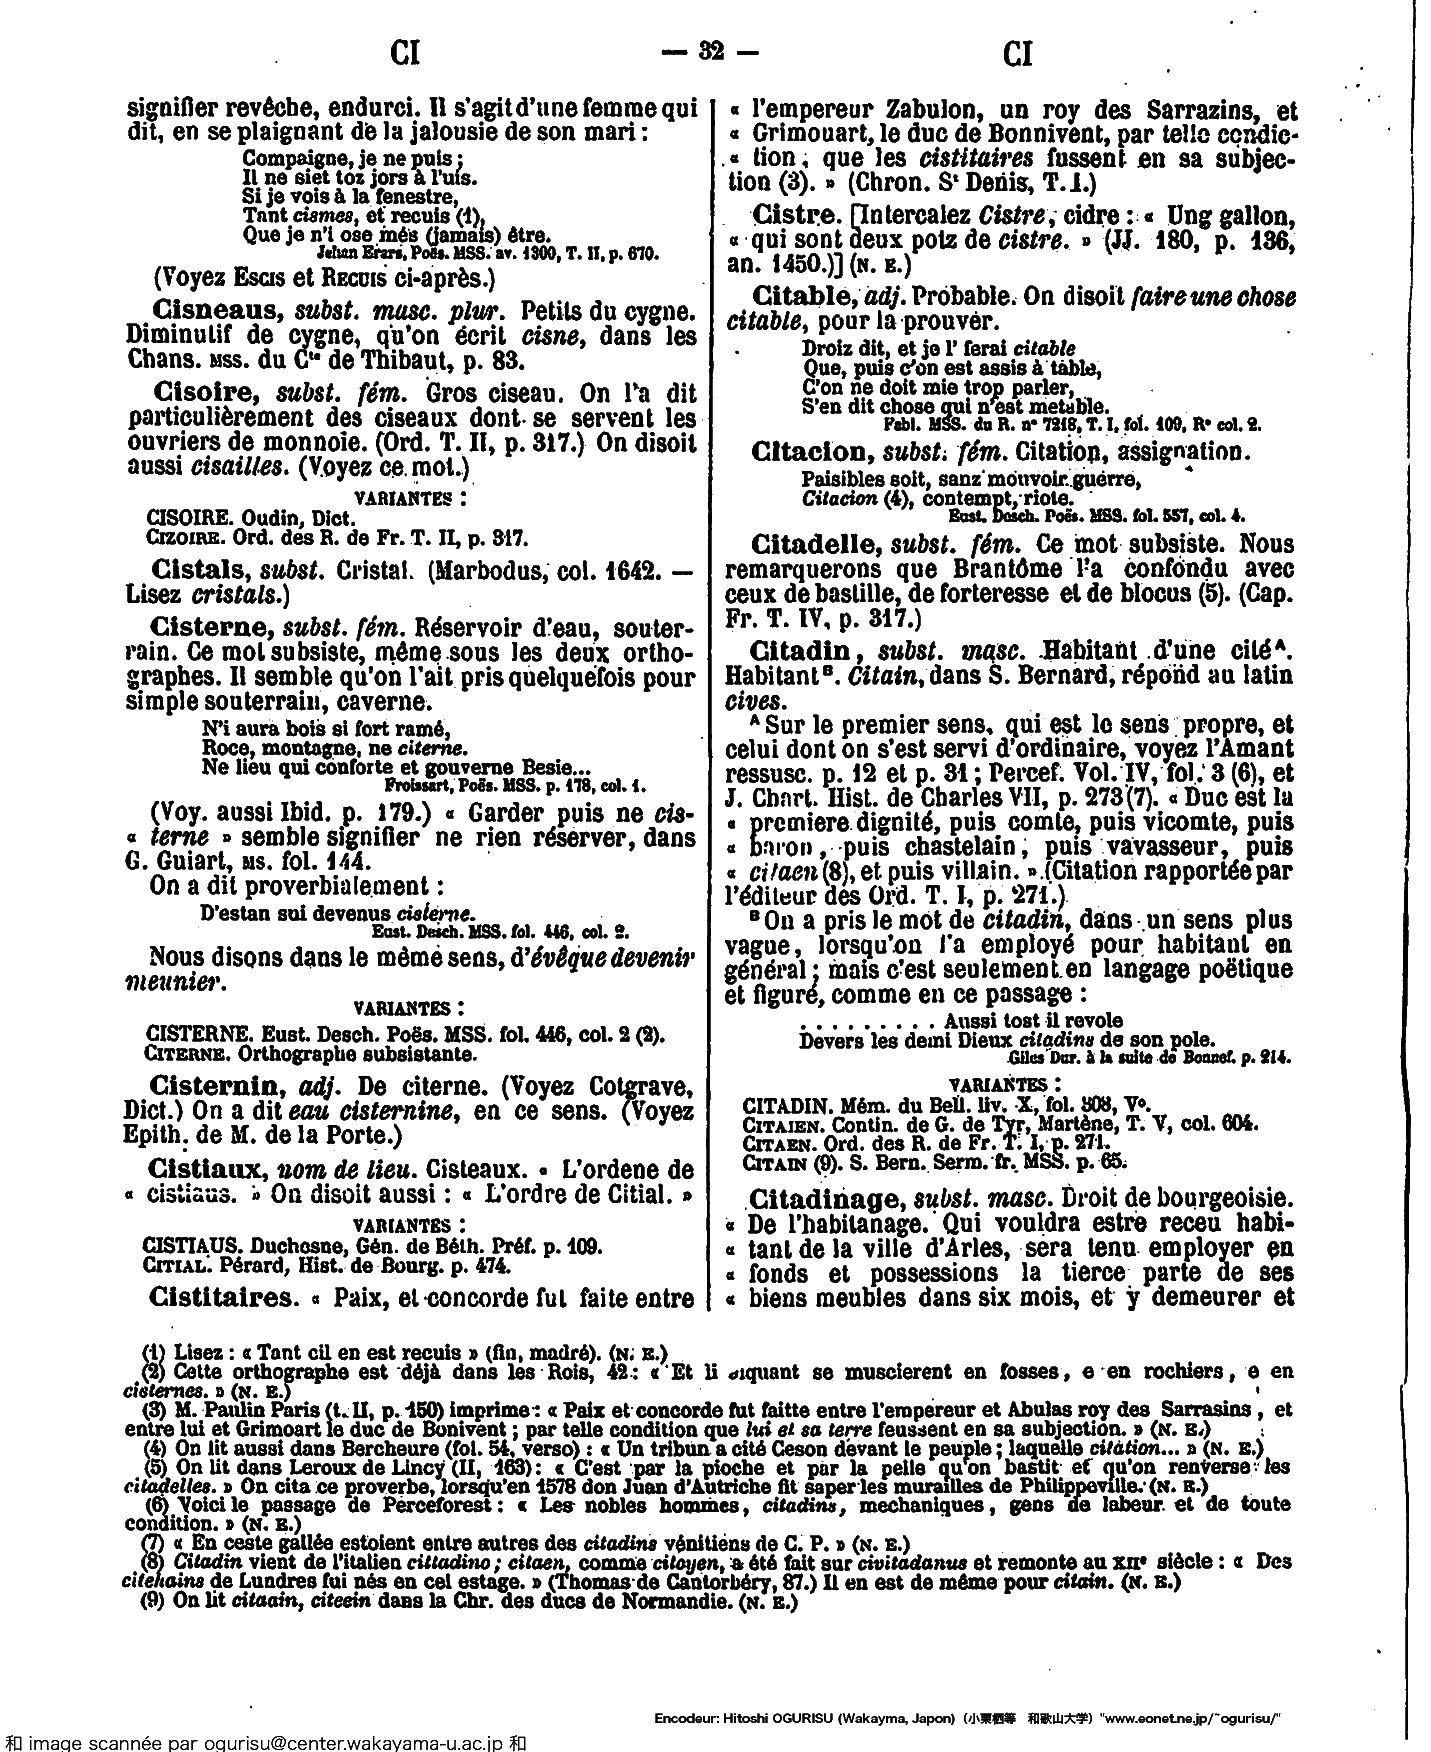 CI
— 32 —
CI
signifier revêche, endurci. Il s'agit d'une femme qui
dit, en se plaignant de la jalousie de son mari :
Compaigne, je ne puis ;
Il ne siet toz jors à l'uis.
Si je vois à la fenestre,
Tant cismes, et recuis (1),
Que je n'i ose mès (jamais) être.
Jehan Erars, Poës. MSS. av. 1300, T. II, p. 670.
(Voyez Escis et Recuis ci-après.)
Cisneaus, subst. masc. plur. Petits du cygne.
Diminutif de cygne, qu'on écrit cisne, dans les
Chans. MSS. du Cte de Thibaut, p. 83.
Cisoire, subst. fém. Gros ciseau. On l'a dit
particulièrement des ciseaux dont se servent les
ouvriers de monnoie. (Ord. T. II, p. 317.) On disoit
aussi cisailles. (Voyez ce mot.)
VARIANTES :
CISOIRE. Oudin, Dict.
CIZOIRE. Ord. des R. de Fr. T. II, p. 317.
Cistals, subst. Cristal. (Marbodus, col. 1642. —
Lisez cristals.)
Cisterne, subst. fém. Réservoir d'eau, souter-
rain. Ce mot subsiste, même sous les deux ortho-
graphes. Il semble qu'on l'ait pris quelquefois pour
simple souterrain, caverne.
N'i aura bois si fort ramé,
Roce, montagne, ne citerne.
Ne lieu qui conforte et gouverne Besie...
Froissart, Poës. MSS. p. 178, col. 1.
(Voy. aussi Ibid. p. 179.) « Garder puis ne cis-
« terne » semble signifier ne rien réserver, dans
G. Guiart, MS. fol. 144.
On a dit proverbialement :
D'estan sui devenus cisterne.
Eust. Desch. MSS. fol. 446, col. 2.
Nous disons dans le même sens, d'évêque devenir
meunier.
VARIANTES :
CISTERNE. Eust. Desch. Poës. MSS. fol. 446, col. 2 (2).
CITERNE. Orthographe subsistante.
Cisternin, adj. De citerne. (Voyez Cotgrave,
Dict.) On a dit eau cisternine, en ce sens. (Voyez
Epith. de M. de la Porte.)
Cistiaux, nom de lieu. Cisteaux. « L'ordene de
« cistiaus. » On disoit aussi : « L'ordre de Citial. »
VARIANTES :
CISTIAUS. Duchesne, Gén. de Béth. Préf. p. 109.
CITIAL. Pérard, Hist. de Bourg. p. 474.
Cistitaires. « Paix, et concorde fut faite entre
« l'empereur Zabulon, un roy des Sarrazins, et
« Grimouart, le duc de Bonnivent, par telle condic-
« tion, que les cistitaires fussent en sa subjec-
tion (3). » (Chron. St Denis, T. I.)
Cistre. [Intercalez Cistre, cidre : « Ung gallon,
« qui sont deux potz de cistre. » (JJ. 180, p. 136,
an. 1450.)] (N. E.)
Citable, adj. Probable. On disoit faire une chose
citable, pour la prouver.
Droiz dit, et je l' ferai citable
Que, puis c'on est assis à table,
C'on ne doit mie trop parler,
S'en dit chose qui n'est metable.
Fabl. MSS. du R. n° 7218, T. I, fol. 109, R° col. 2.
Citacion, subst. fém. Citation, assignation.
Paisibles soit, sanz mouvoir guerre,
Citacion (4), contempt, riote.
Eust. Desch. Poës. MSS. fol. 557, col. 4.
Citadelle, subst. fém. Ce mot subsiste. Nous
remarquerons que Brantôme l'a confondu avec
ceux de bastille, de forteresse et de blocus (5). (Cap.
Fr. T. IV, p. 317.)
Citadin, subst. masc. Habitant d'une cité A.
Habitant B. Citain, dans S. Bernard, répond au latin
cives.
A Sur le premier sens, qui est le sens propre, et
celui dont on s'est servi d'ordinaire, voyez l'Amant
ressusc. p. 12 et p. 31 ; Percef. Vol. IV, fol. 3 (6), et
J. Chart. Hist. de Charles VII, p. 273 (7). « Duc est la
« premiere dignité, puis comte, puis vicomte, puis
« baron, puis chastelain, puis vavasseur, puis
« citaen (8), et puis villain. » (Citation rapportée par
l'éditeur des Ord. T. I, p. 271.)
B On a pris le mot de citadin, dans un sens plus
vague, lorsqu'on l'a employé pour habitant en
général ; mais c'est seulement en langage poëtique
et figuré, comme en ce passage :
. . . . . . . . . . Aussi tost il revole
Devers les demi Dieux citadins de son pole.
Giles Dur. à la suite de Bonnef. p. 214.
VARIANTES :
CITADIN. Mém. du Bell. liv. X, fol. 308, V°.
CITAIEN. Contin. de G. de Tyr, Martène, T. V, col. 604.
CITAEN. Ord. des R. de Fr. T. I, p. 271.
CITAIN (9). S. Bern. Serm. fr. MSS. p. 65.
Citadinage, subst. masc. Droit de bourgeoisie.
« De l'habitanage. Qui vouldra estre receu habi-
« tant de la ville d'Arles, sera tenu employer en
« fonds et possessions la tierce parte de ses
« biens meubles dans six mois, et y demeurer et
(1) Lisez : « Tant cil en est recuis » (fin, madré). (N. E.)
(2) Cette orthographe est déjà dans les Rois, 42 : « Et li alquant se muscierent en fosses, e en rochiers, e en
cisternes. » (N. E.)
(3) M. Paulin Paris (t. II, p. 150) imprime : « Paix et concorde fut faitte entre l'empereur et Abulas roy des Sarrasins, et
entre lui et Grimoart le duc de Bonivent ; par telle condition que lui et sa terre feussent en sa subjection. » (N. E.)
(4) On lit aussi dans Bercheure (fol. 54, verso) : « Un tribun a cité Ceson devant le peuple ; laquelle citation... » (N. E.)
(5) On lit dans Leroux de Lincy (II, 163) : « C'est par la pioche et par la pelle qu'on bastit et qu'on renverse les
citadelles. » On cita ce proverbe, lorsqu'en 1578 don Juan d'Autriche fit saper les murailles de Philippeville. (N. E.)
(6) Voici le passage de Perceforest : « Les nobles hommes, citadins, mechaniques, gens de labeur et de toute
condition. » (N. E.)
(7) « En ceste gallée estoient entre autres des citadins vénitiens de C. P. » (N. E.)
(8) Citadin vient de l'italien cittadino ; citaen, comme citoyen, a été fait sur civitadanus et remonte au XIIe siècle : « Des
citehains de Lundres fui nés en cel estage. » (Thomas de Cantorbéry, 87.) Il en est de même pour citain. (N. E.)
(9) On lit citaain, citeein dans la Chr. des ducs de Normandie. (N. E.)
Encodeur: Hitoshi OGURISU (Wakayma, Japon) (小栗栖等 和歌山大学) "www.eonet.ne.jp/~ogurisu/"
和 image scannée par ogurisu@center.wakayama-u.ac.jp 和